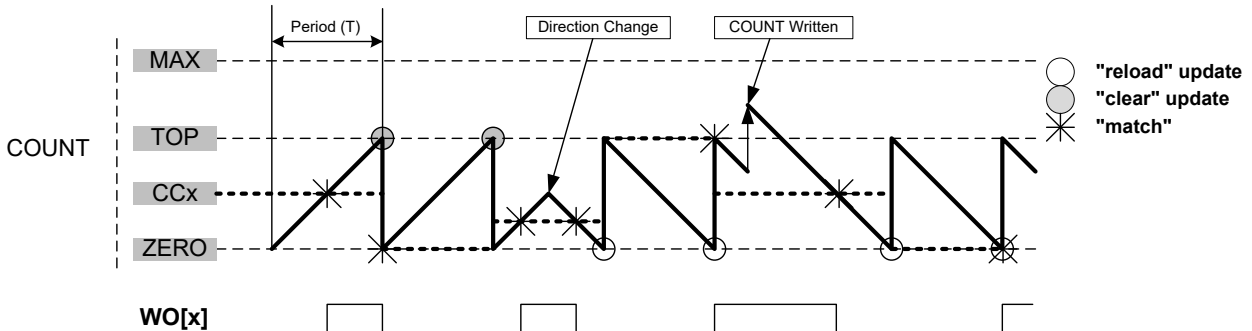 Period (T)
Direction Change
COUNT Written
MAX
"reload" update
"clear" update
"match"
TOP
COUNT
CCx
ZERO
WO[x]